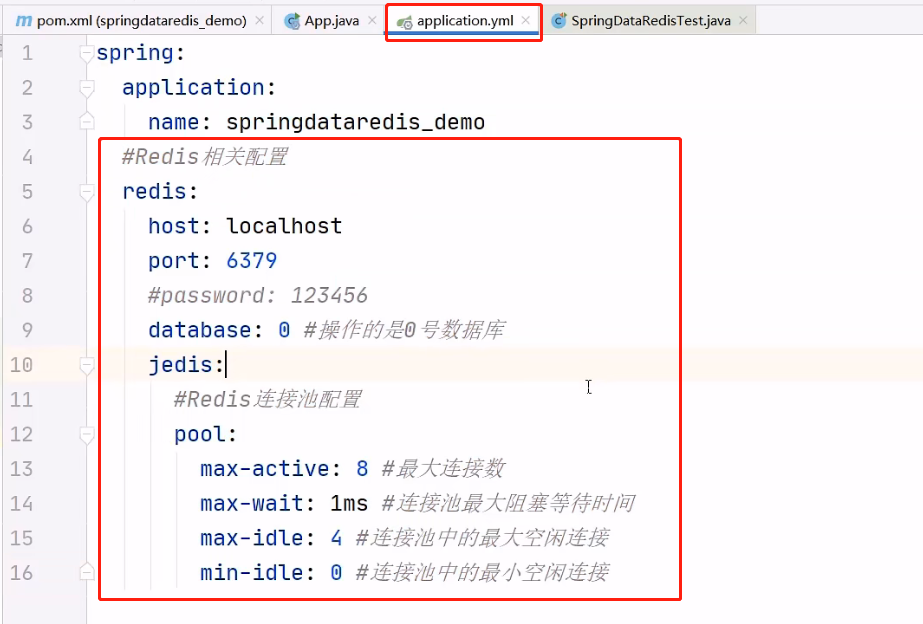 pom.xml (springdataredis_demo) App.java application.yml SpringDataRedisTest.java
1 spring:
2 application:
3 name: springdataredis_demo
4 #Redis相关配置
5 redis:
6 host: localhost
7 port: 6379
8 #password: 123456
9 database: 0 #操作的是0号数据库
10 jedis:
11 #Redis连接池配置
12 pool:
13 max-active: 8 #最大连接数
14 max-wait: 1ms #连接池最大阻塞等待时间
15 max-idle: 4 #连接池中的最大空闲连接
16 min-idle: 0 #连接池中的最小空闲连接